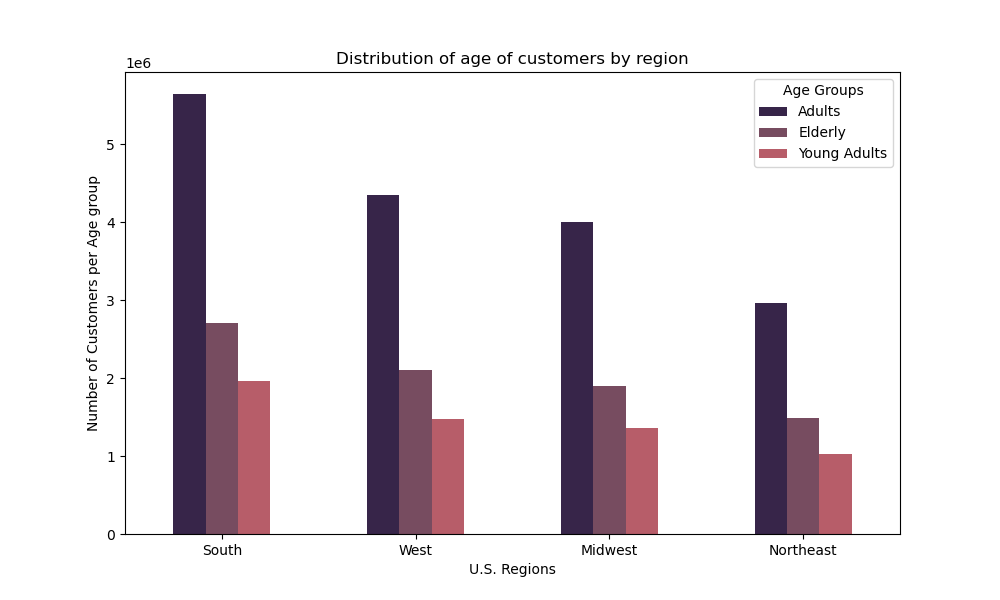 Distribution of age of customers by region
1e6
Age Groups
Adults
Elderly
Young Adults
Number of Customers per Age group
5
4
3
2
1
0
South
West
Midwest
Northeast
U.S. Regions